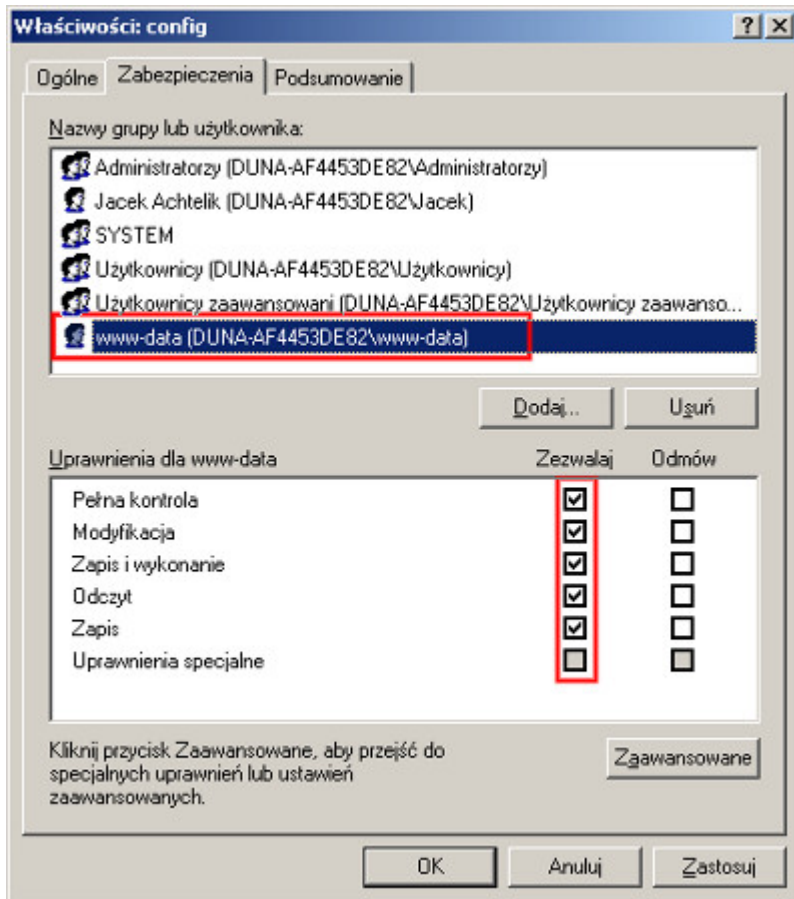 Właściwości: config
Ogólne Zabezpieczenia Podsumowanie
Nazwy grupy lub użytkownika:
Administratorzy (DUNA-AF4453DE82\Administratorzy)
Jacek Achtelik (DUNA-AF4453DE82\Jacek)
SYSTEM
Użytkownicy (DUNA-AF4453DE82\Użytkownicy)
Użytkownicy zaawansowani (DUNA-AF4453DE82\Użytkownicy zaawanso...
www-data (DUNA-AF4453DE82\www-data)
Dodaj... Usuń
Uprawnienia dla www-data Zezwalaj Odmów
Pełna kontrola
Modyfikacja
Zapis i wykonanie
Odczyt
Zapis
Uprawnienia specjalne
Kliknij przycisk Zaawansowane, aby przejść do
specjalnych uprawnień lub ustawień
zaawansowanych.
Zaawansowane
OK Anuluj Zastosuj